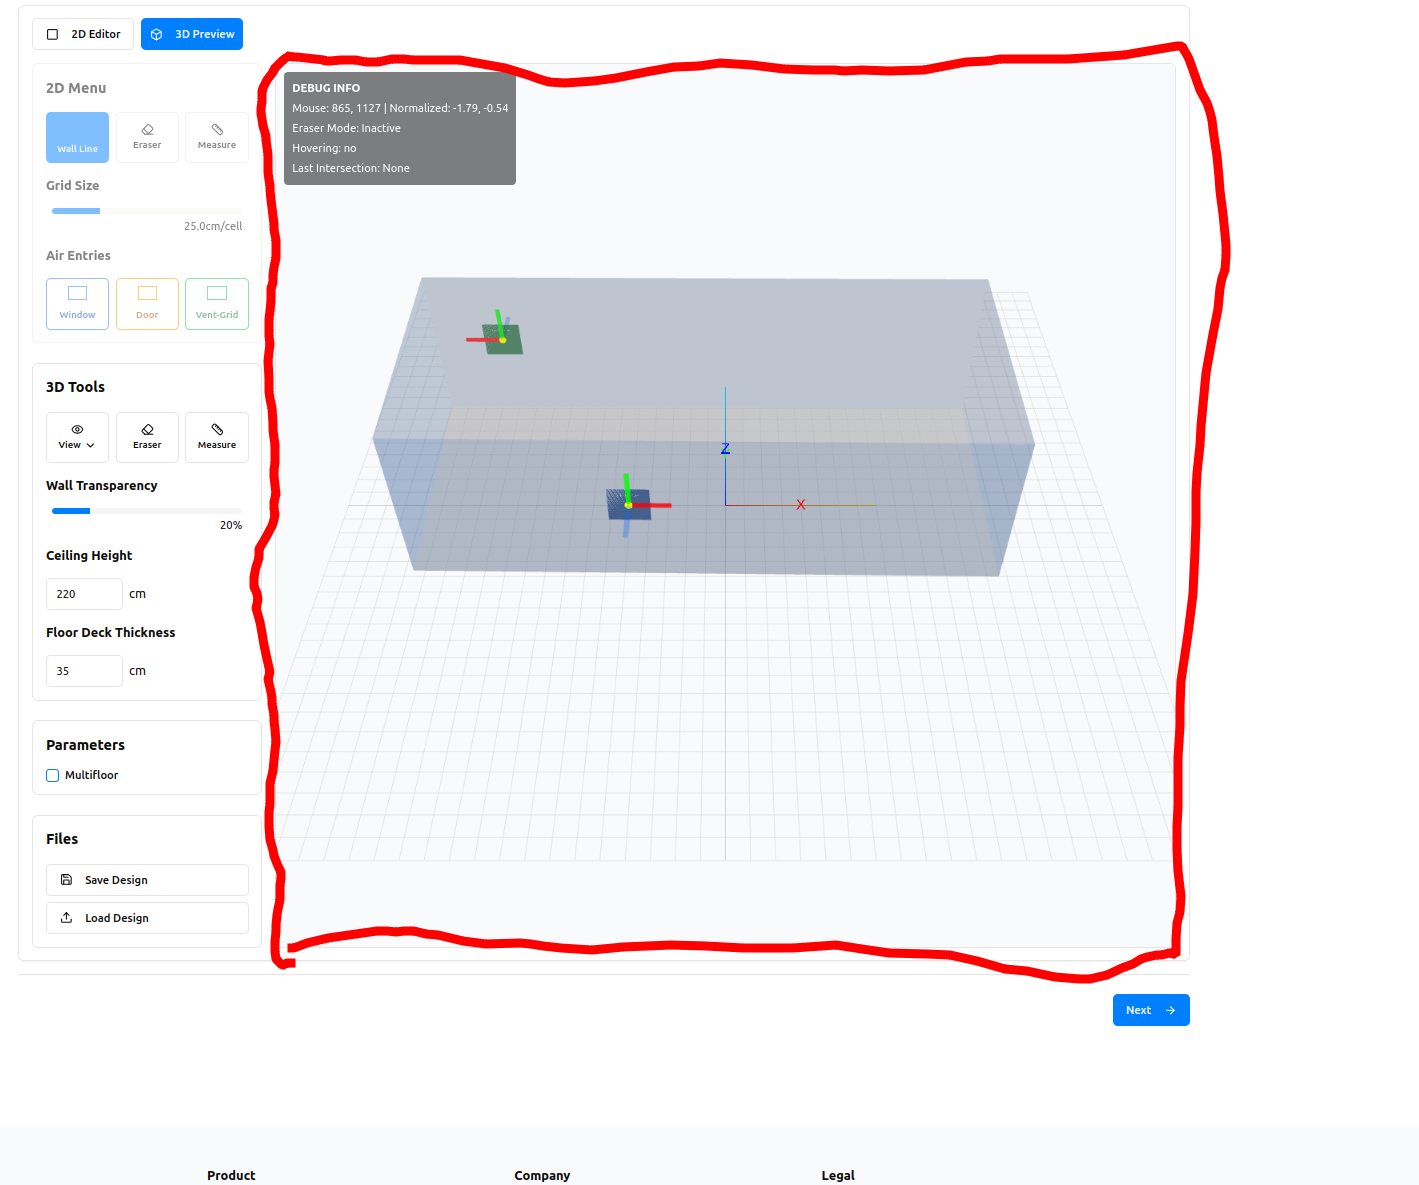 2D Editor
3D Preview
2D Menu
Wall Line
Eraser
Measure
Grid Size
25.0cm/cell
Air Entries
Window
Door
Vent-Grid
3D Tools
View
Eraser
Measure
Wall Transparency
20%
Ceiling Height
220 cm
Floor Deck Thickness
35 cm
Parameters
Multifloor
Files
Save Design
Load Design
DEBUG INFO
Mouse: 865, 1127 | Normalized: -1.79, -0.54
Eraser Mode: Inactive
Hovering: no
Last Intersection: None
Z
X
Next
Product
Company
Legal